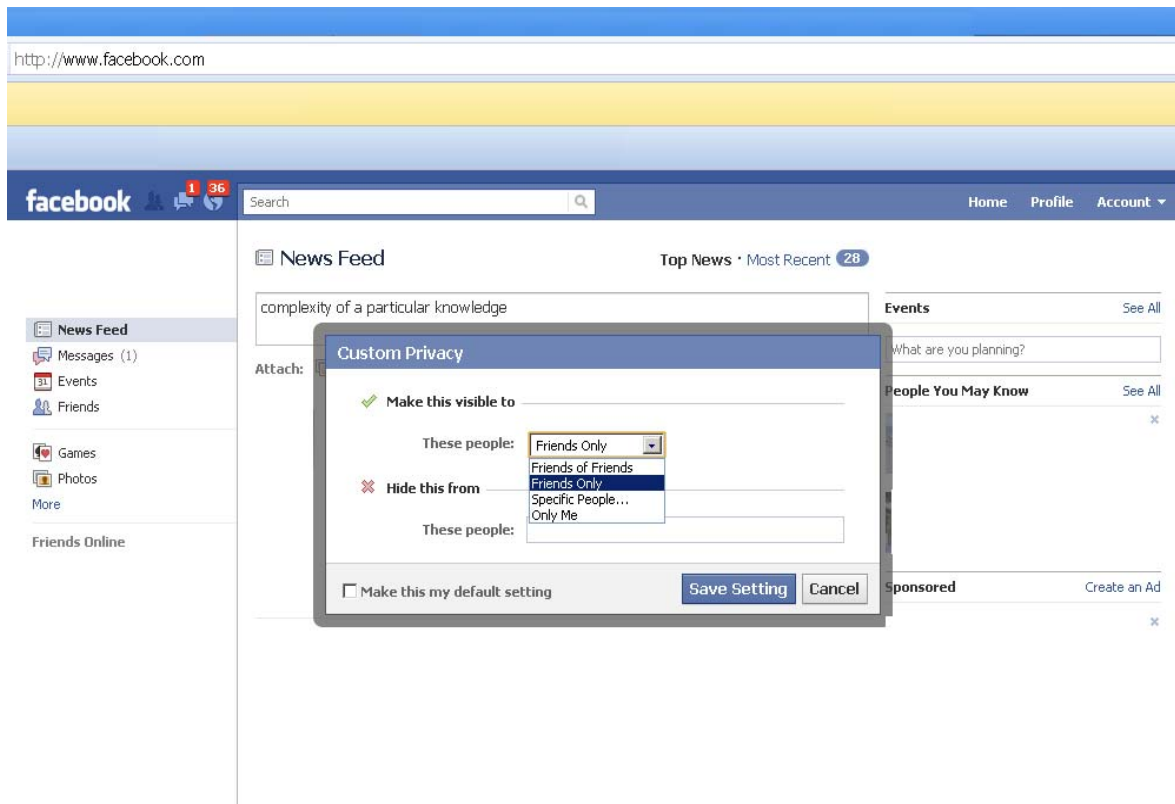 http://www.facebook.com
facebook
1
36
Search
Home
Profile
Account
News Feed
Top News · Most Recent 28
complexity of a particular knowledge
Attach:
News Feed
Messages (1)
31 Events
Friends
Games
Photos
More
Friends Online
Custom Privacy
Make this visible to
These people: Friends Only
Friends of Friends
Friends Only
Specific People...
Only Me
Hide this from
These people:
Make this my default setting
Save Setting
Cancel
Events
See All
What are you planning?
People You May Know
See All
Sponsored
Create an Ad